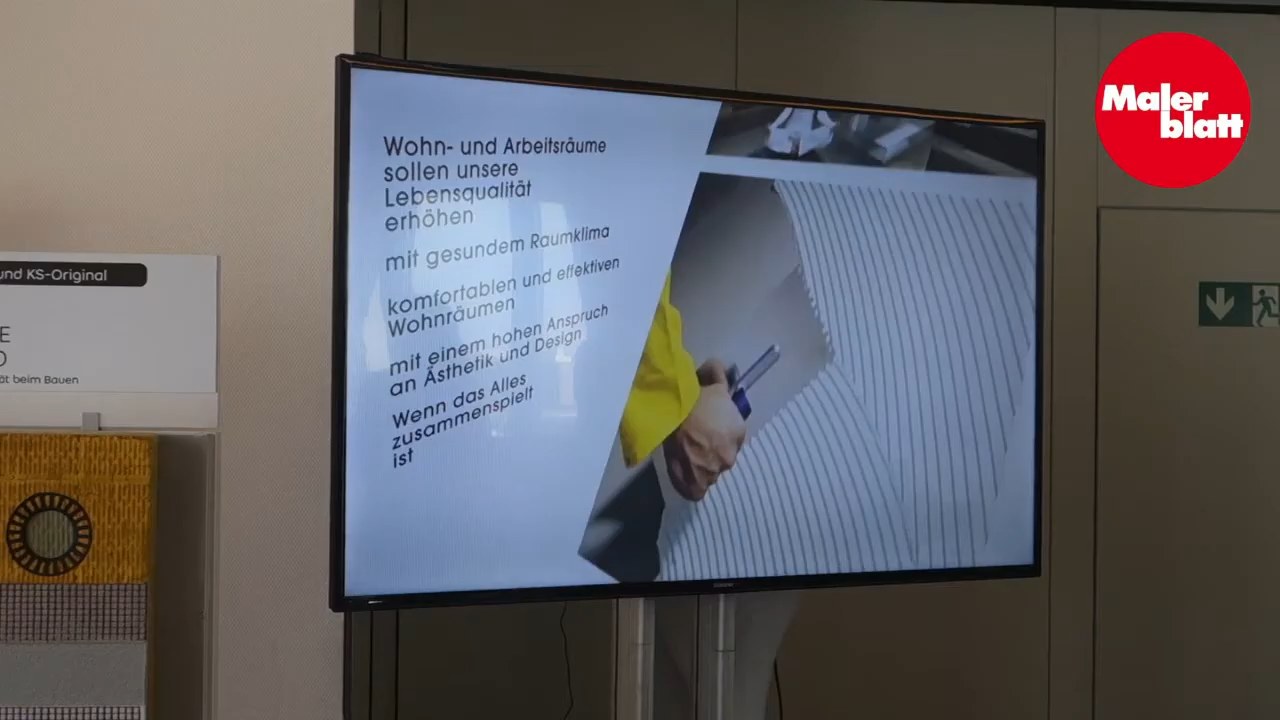 Maler
blatt
Wohn- und Arbeitsräume
sollen unsere
Lebensqualität
erhöhen
mit gesundem Raumklima
komfortablen und effektiven
Wohnräumen
mit einem hohen Anspruch
an Ästhetik und Design
Wenn das Alles
zusammenspielt
ist
und KS-Original
E
ät beim Bauen